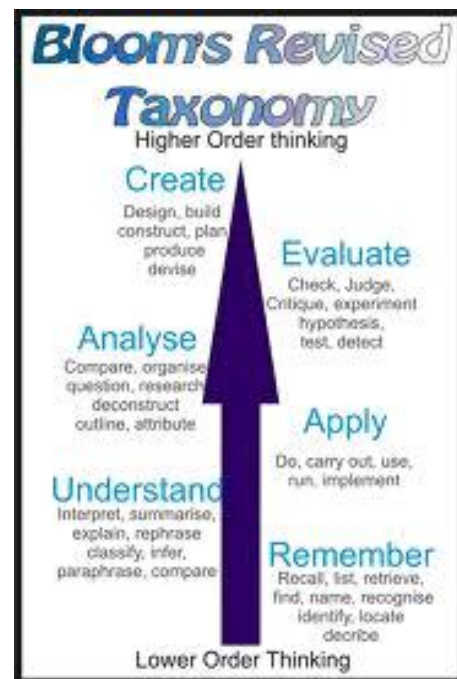 Bloom's Revised
Taxonomy
Higher Order thinking
Create
Design, build
construct, plan,
produce
devise
Evaluate
Check, Judge,
Critique, experiment
hypothesis,
test, detect
Analyse
Compare, organise,
question, research,
deconstruct
outline, attribute
Apply
Do, carry out, use,
run, implement
Understand
Interpret, summarise,
explain, rephrase
classify, infer,
paraphrase, compare
Remember
Recall, list, retrieve,
find, name, recognise
identify, locate
decribe
Lower Order Thinking